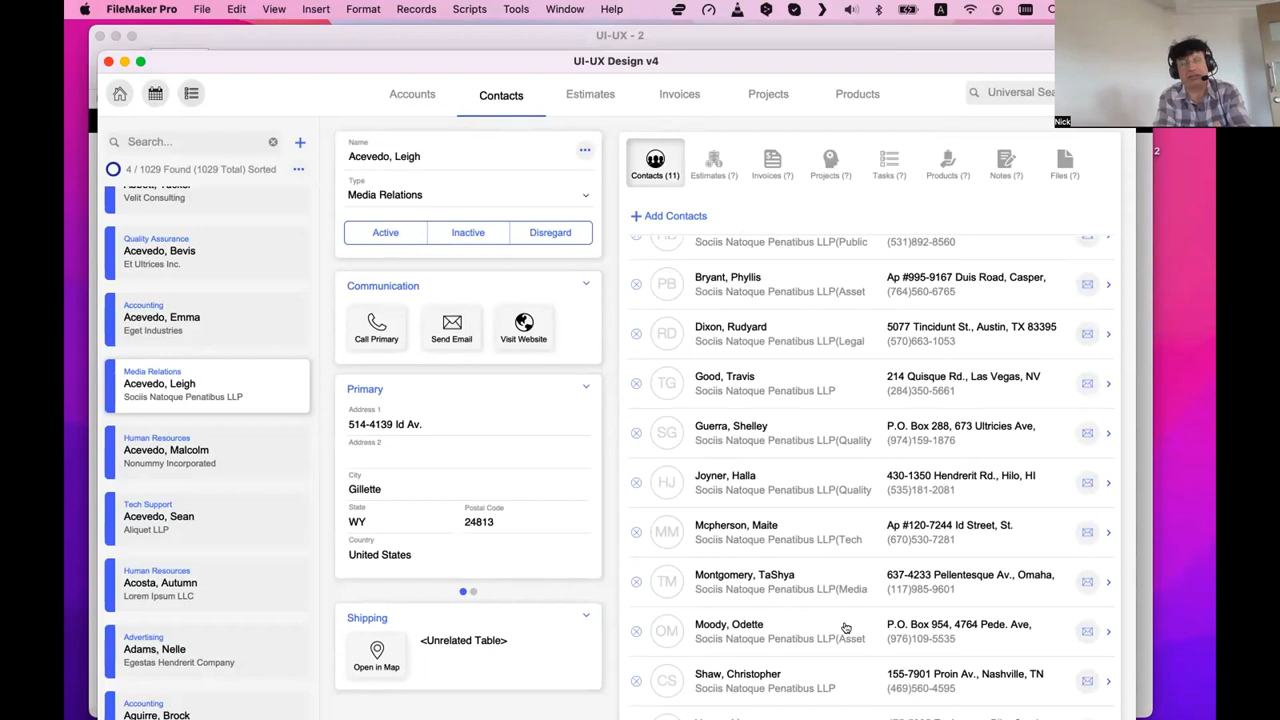 FileMaker Pro File Edit View Insert Format Records Scripts Tools Window Help
UI-UX - 2
UI-UX Design v4
Accounts Contacts Estimates Invoices Projects Products
Universal Sea
Nick
2
Search...
4 / 1029 Found (1029 Total) Sorted
Velit Consulting
Quality Assurance
Acevedo, Bevis
Et Ultrices Inc.
Accounting
Acevedo, Emma
Eget Industries
Media Relations
Acevedo, Leigh
Sociis Natoque Penatibus LLP
Human Resources
Acevedo, Malcolm
Nonummy Incorporated
Tech Support
Acevedo, Sean
Aliquet LLP
Human Resources
Acosta, Autumn
Lorem Ipsum LLC
Advertising
Adams, Nelle
Egestas Hendrerit Company
Accounting
Aguirre, Brock
Name
Acevedo, Leigh
Type
Media Relations
Active Inactive Disregard
Communication
Call Primary Send Email Visit Website
Primary
Address 1
514-4139 Id Av.
Address 2
City
Gillette
State Postal Code
WY 24813
Country
United States
Shipping
<Unrelated Table>
Open in Map
Contacts (11) Estimates (?) Invoices (?) Projects (?) Tasks (?) Products (?) Notes (?) Files (?)
+ Add Contacts
Sociis Natoque Penatibus LLP(Public (531)892-8560
PB Bryant, Phyllis Ap #995-9167 Duis Road, Casper,
Sociis Natoque Penatibus LLP(Asset (764)560-6765
RD Dixon, Rudyard 5077 Tincidunt St., Austin, TX 83395
Sociis Natoque Penatibus LLP(Legal (570)663-1053
TG Good, Travis 214 Quisque Rd., Las Vegas, NV
Sociis Natoque Penatibus LLP (284)350-5661
SG Guerra, Shelley P.O. Box 288, 673 Ultricies Ave,
Sociis Natoque Penatibus LLP(Quality (974)159-1876
HJ Joyner, Halla 430-1350 Hendrerit Rd., Hilo, HI
Sociis Natoque Penatibus LLP(Quality (535)181-2081
MM Mcpherson, Maite Ap #120-7244 Id Street, St.
Sociis Natoque Penatibus LLP(Tech (670)530-7281
TM Montgomery, TaShya 637-4233 Pellentesque Av., Omaha,
Sociis Natoque Penatibus LLP(Media (117)985-9601
OM Moody, Odette P.O. Box 954, 4764 Pede. Ave,
Sociis Natoque Penatibus LLP(Asset (976)109-5535
CS Shaw, Christopher 155-7901 Proin Av., Nashville, TN
Sociis Natoque Penatibus LLP (469)560-4595